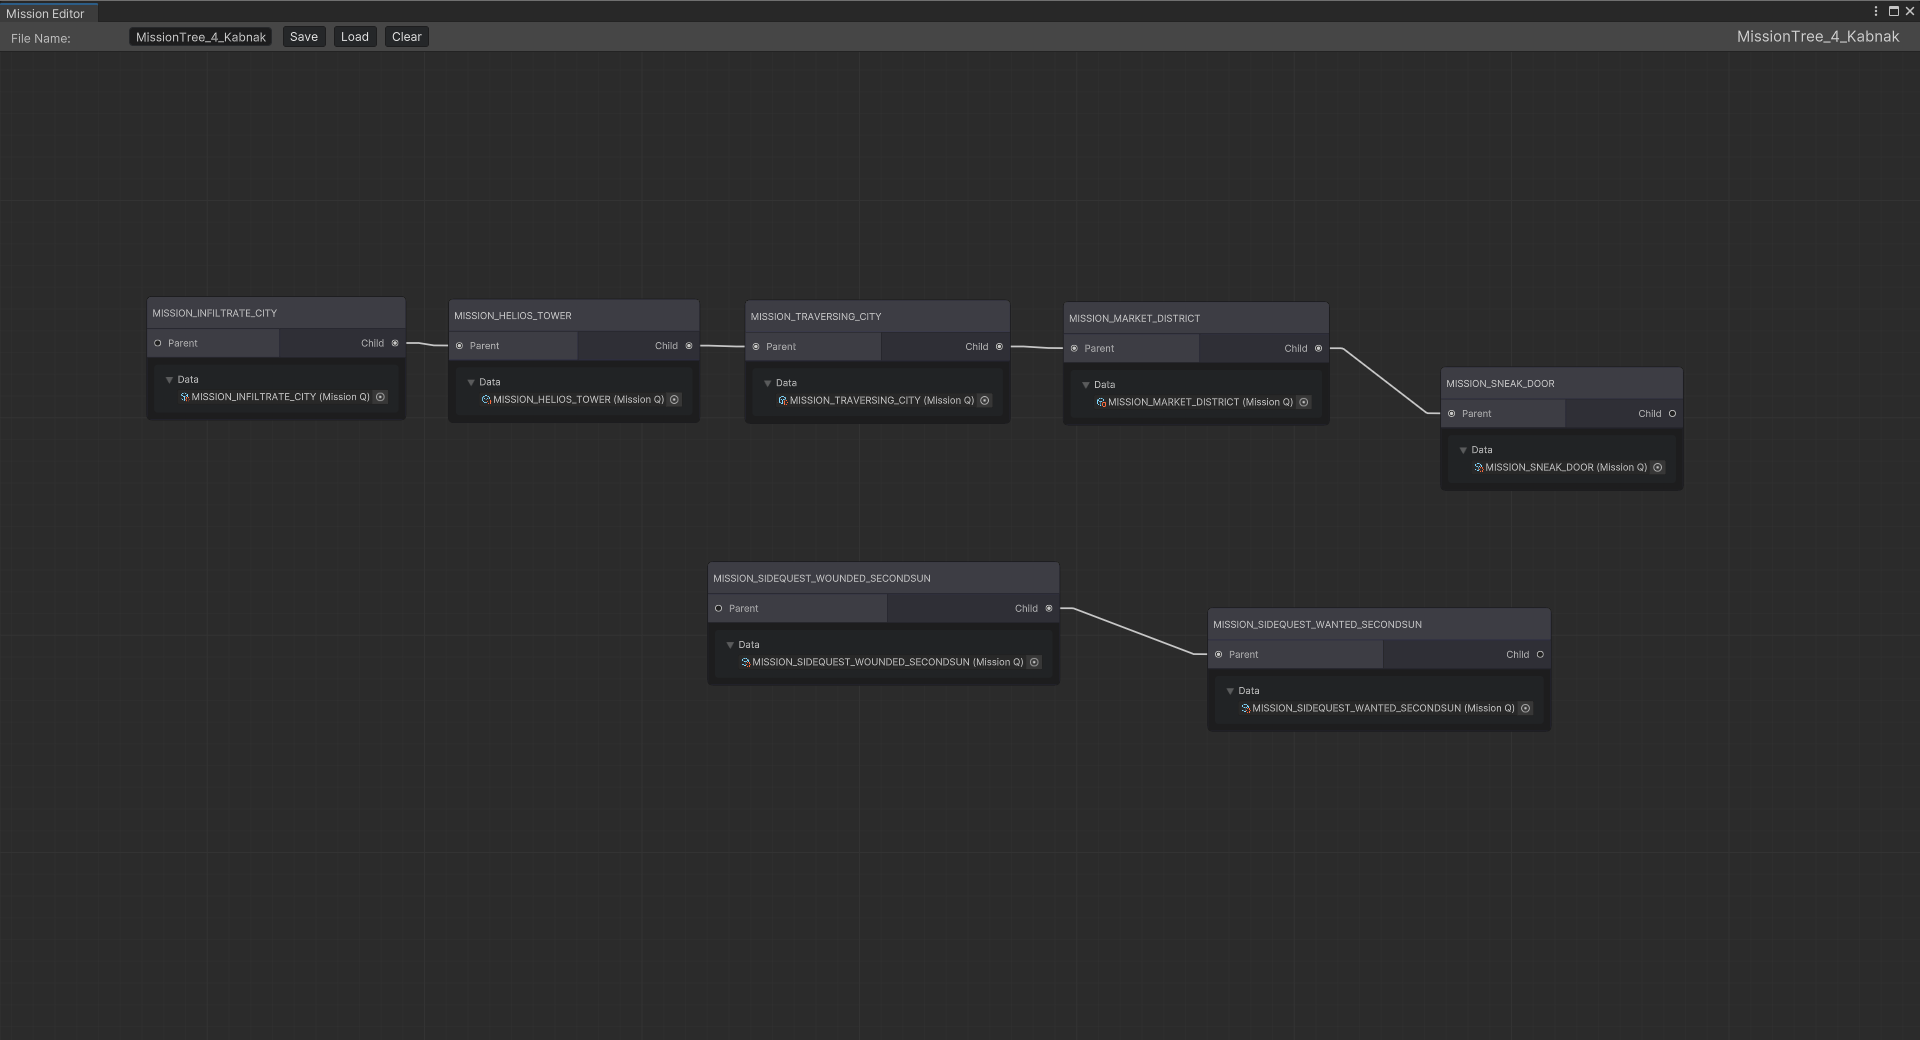 Mission Editor
File Name: MissionTree_4_Kabnak Save Load Clear MissionTree_4_Kabnak
MISSION_INFILTRATE_CITY
Parent Child
Data
MISSION_INFILTRATE_CITY (Mission Q)
MISSION_HELIOS_TOWER
Parent Child
Data
MISSION_HELIOS_TOWER (Mission Q)
MISSION_TRAVERSING_CITY
Parent Child
Data
MISSION_TRAVERSING_CITY (Mission Q)
MISSION_MARKET_DISTRICT
Parent Child
Data
MISSION_MARKET_DISTRICT (Mission Q)
MISSION_SNEAK_DOOR
Parent Child
Data
MISSION_SNEAK_DOOR (Mission Q)
MISSION_SIDEQUEST_WOUNDED_SECONDSUN
Parent Child
Data
MISSION_SIDEQUEST_WOUNDED_SECONDSUN (Mission Q)
MISSION_SIDEQUEST_WANTED_SECONDSUN
Parent Child
Data
MISSION_SIDEQUEST_WANTED_SECONDSUN (Mission Q)